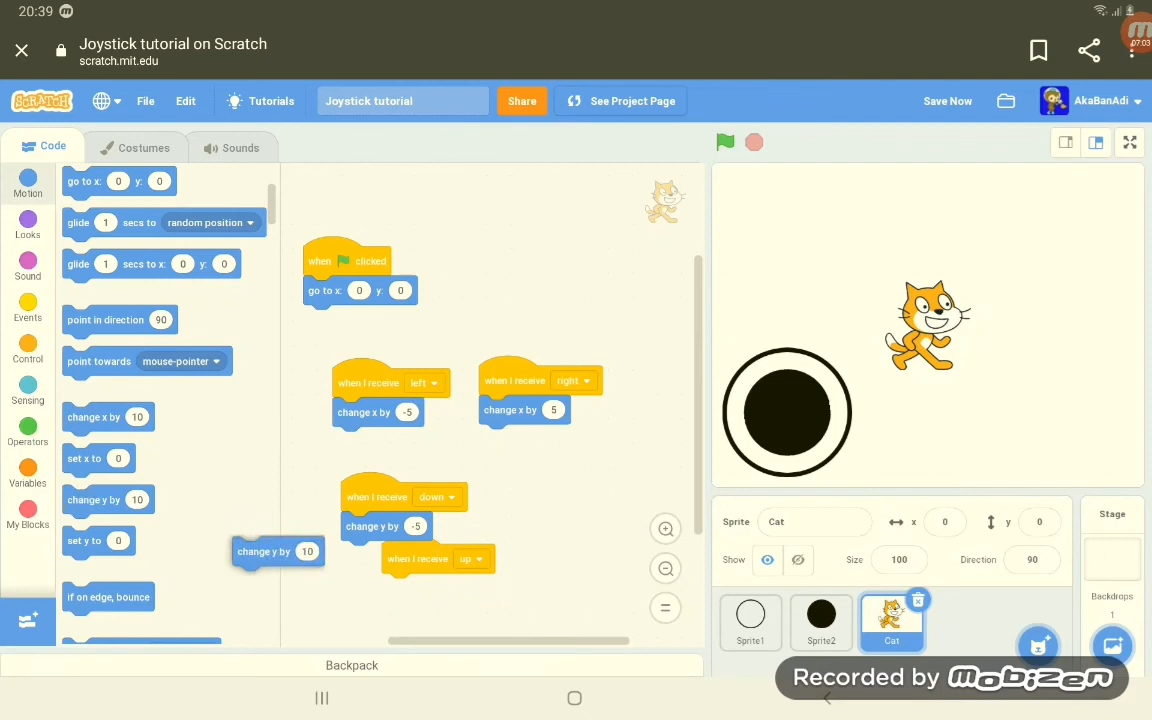 20:39
Joystick tutorial on Scratch
scratch.mit.edu
07:03
SCRATCH
File
Edit
Tutorials
Joystick tutorial
Share
See Project Page
Save Now
AkaBanAdi
Code
Costumes
Sounds
Motion
Looks
Sound
Events
Control
Sensing
Operators
Variables
My Blocks
go to x: 0 y: 0
glide 1 secs to random position
glide 1 secs to x: 0 y: 0
point in direction 90
point towards mouse-pointer
change x by 10
set x to 0
change y by 10
set y to 0
if on edge, bounce
when clicked
go to x: 0 y: 0
when I receive left
change x by -5
when I receive right
change x by 5
when I receive down
change y by -5
change y by 10
when I receive up
Backpack
Sprite Cat x 0 y 0
Show Size 100 Direction 90
Sprite1
Sprite2
Cat
Stage
Backdrops
1
Recorded by Mobizen